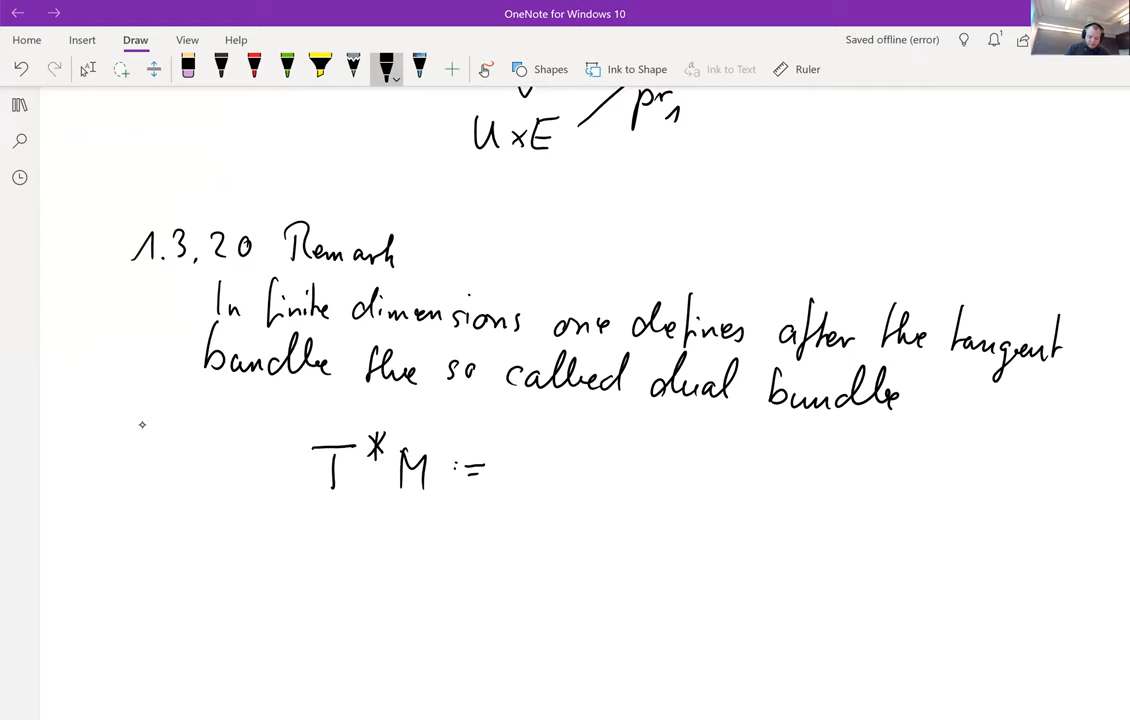 OneNote for Windows 10
Home Insert Draw View Help Saved offline (error) 1
Shapes Ink to Shape Ink to Text Ruler
U × E pr₁
1.3.20 Remark
In finite dimensions one defines after the tangent
bundle the so called dual bundle
T*M :=